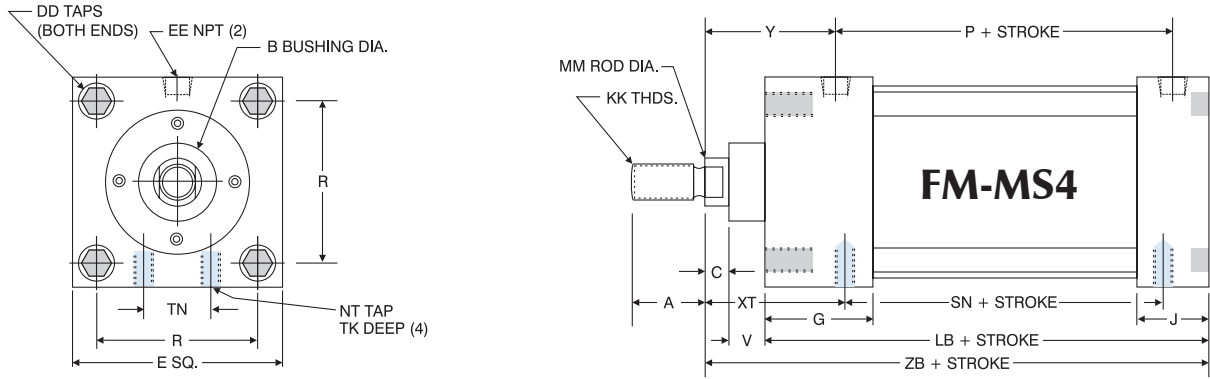 DD TAPS
(BOTH ENDS)
EE NPT (2)
B BUSHING DIA.
R
TN
R
E SQ.
NT TAP
TK DEEP (4)
Y
P + STROKE
MM ROD DIA.
KK THDS.
FM-MS4
C
A
XT
SN + STROKE
G
J
V
LB + STROKE
ZB + STROKE